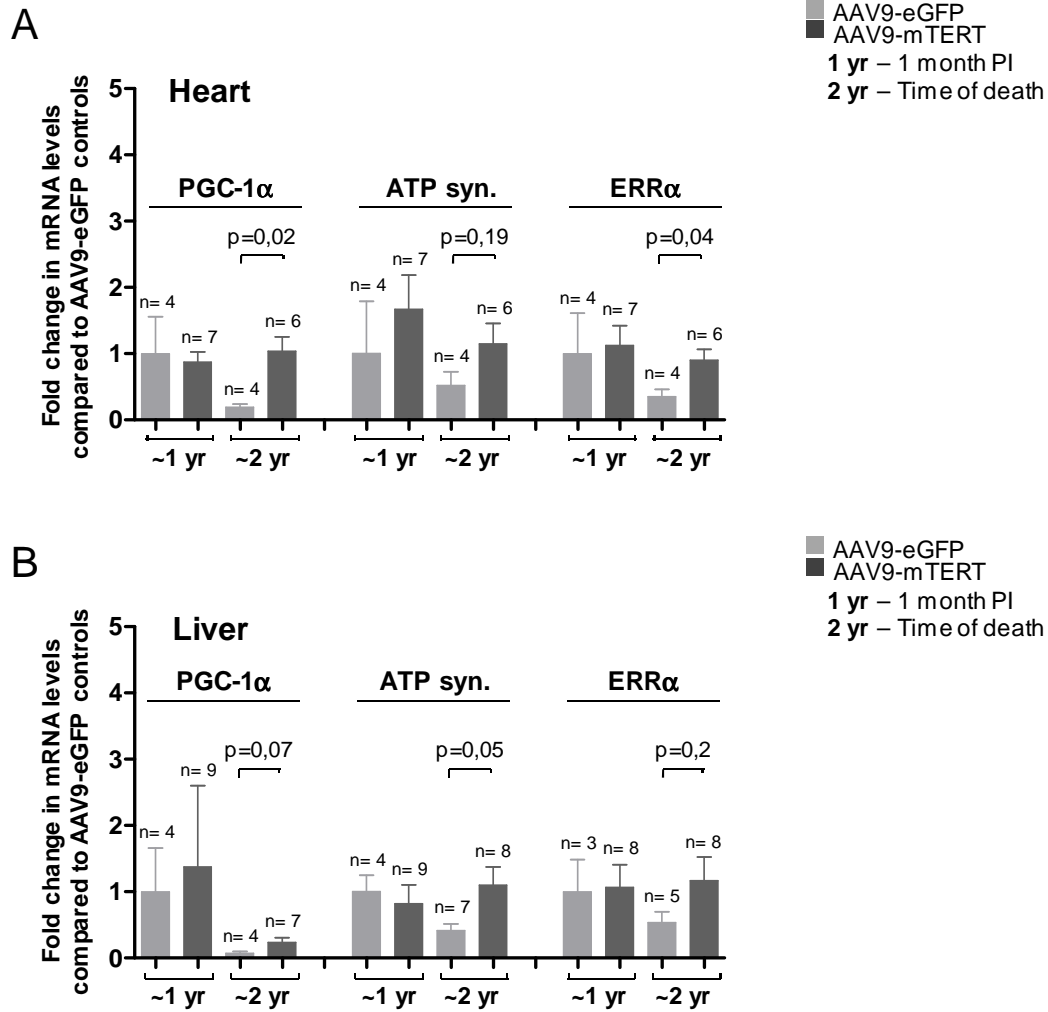 A
AAV9-eGFP
AAV9-mTERT
1 yr – 1 month PI
2 yr – Time of death
Heart
Fold change in mRNA levels
compared to AAV9-eGFP controls
5
4
3
2
1
0
PGC-1α
ATP syn.
ERRα
p=0,02
p=0,19
p=0,04
n= 4
n= 7
n= 4
n= 6
n= 4
n= 7
n= 4
n= 6
n= 4
n= 7
n= 4
n= 6
~1 yr
~2 yr
~1 yr
~2 yr
~1 yr
~2 yr
B
AAV9-eGFP
AAV9-mTERT
1 yr – 1 month PI
2 yr – Time of death
Liver
Fold change in mRNA levels
compared to AAV9-eGFP controls
5
4
3
2
1
0
PGC-1α
ATP syn.
ERRα
p=0,07
p=0,05
p=0,2
n= 4
n= 9
n= 4
n= 7
n= 4
n= 9
n= 7
n= 8
n= 3
n= 8
n= 5
n= 8
~1 yr
~2 yr
~1 yr
~2 yr
~1 yr
~2 yr